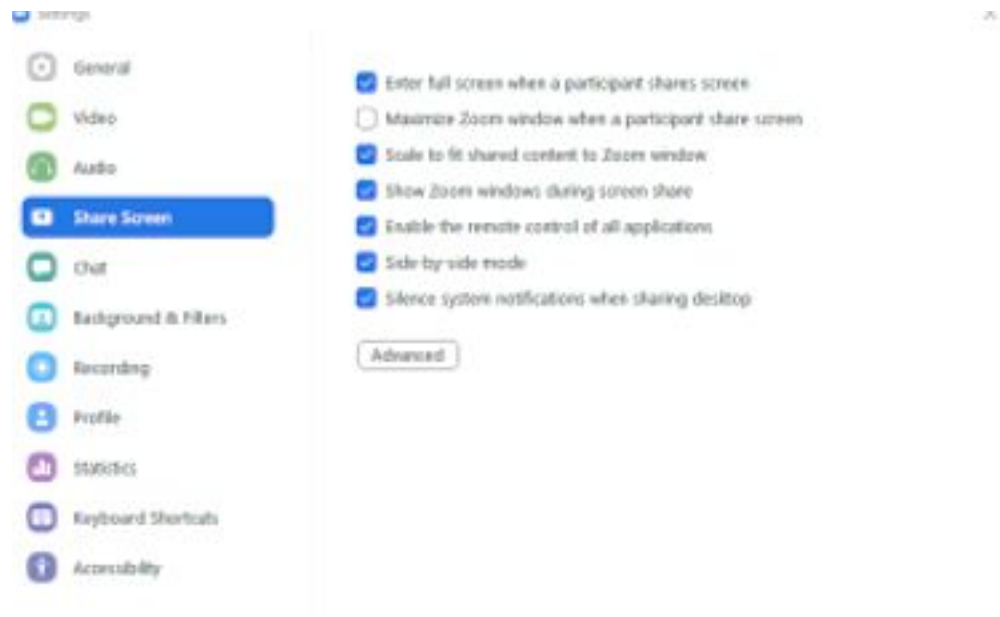 Settings
General
Video
Audio
Share Screen
Chat
Background & Filters
Recording
Profile
Statistics
Keyboard Shortcuts
Accessibility
Enter full screen when a participant shares screen
Maximize Zoom window when a participant share screen
Scale to fit shared content to Zoom window
Show Zoom windows during screen share
Enable the remote control of all applications
Side-by-side mode
Silence system notifications when sharing desktop
Advanced